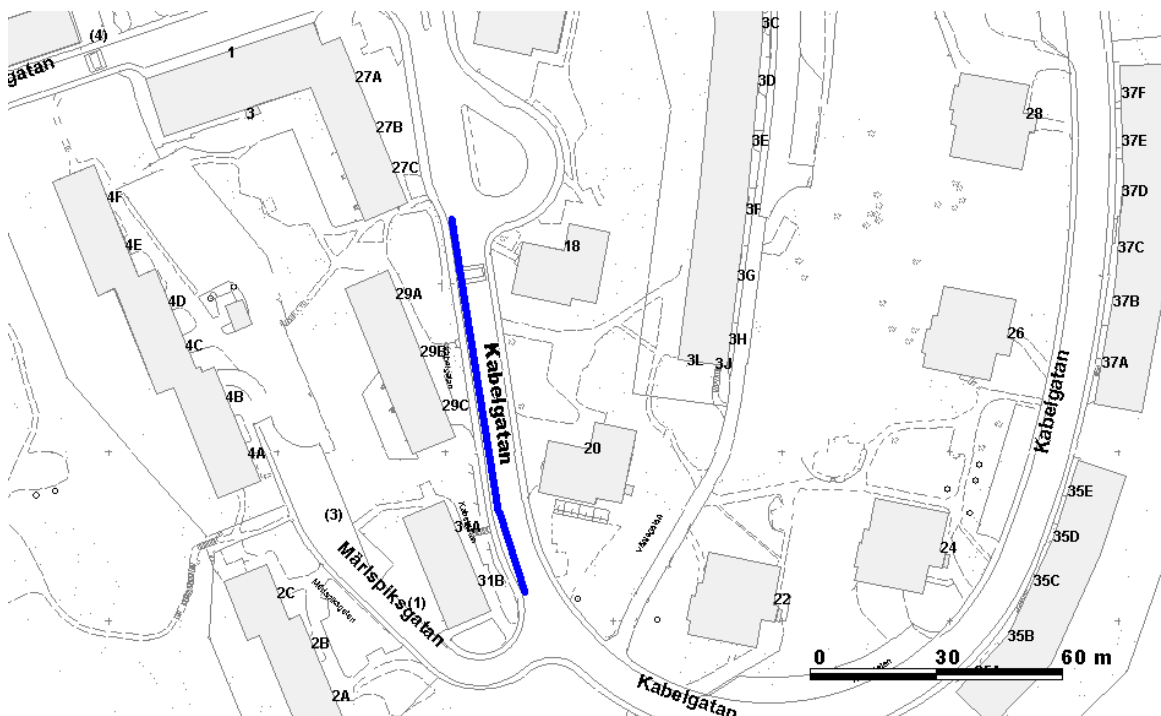 (4)
1
gatan
3
27A
27B
27C
3C
3D
3E
3F
3G
3H
3J
3L
28
37F
37E
37D
37C
37B
37A
4F
4E
4D
4C
4B
4A
18
29A
29B
29C
Kabelgatan
Kabelgatan
26
20
31A
31B
(3)
(1)
Märlspiksgatan
Märlspiksgatan
2C
2B
2A
22
24
35E
35D
35C
35B
Kabelgatan
0 30 60 m